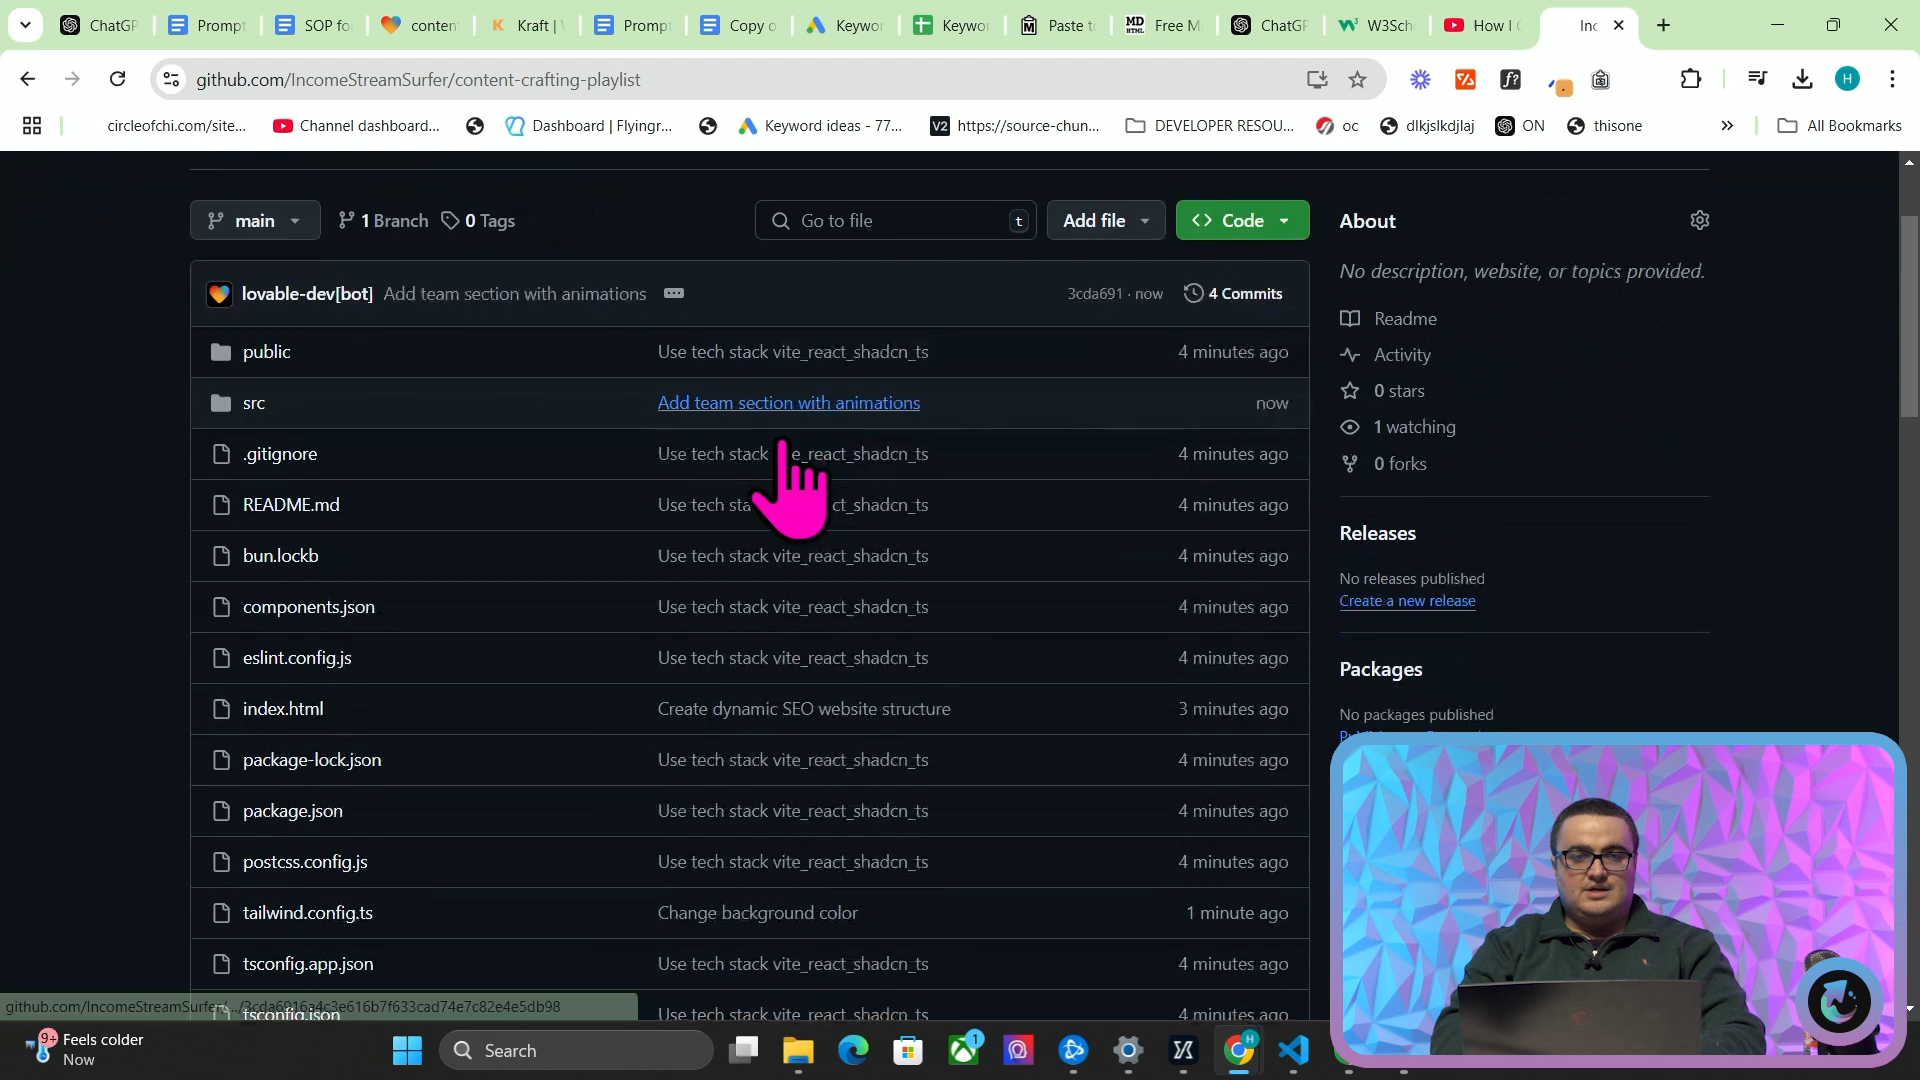 ChatGP
Prompt
SOP fo
conten
Kraft | V
Prompt
Copy o
Keywor
Keywor
Paste to
MD
HTML
Free M
ChatGP
W3Sch
How I C
Inc
github.com/IncomeStreamSurfer/content-crafting-playlist
H
circleofchi.com/site...
Channel dashboard...
Dashboard | Flyingr...
Keyword ideas - 77...
V2
https://source-chun...
DEVELOPER RESOU...
oc
dlkjslkdjlaj
ON
thisone
All Bookmarks
main
1 Branch
0 Tags
Go to file
t
Add file
<> Code
About
No description, website, or topics provided.
lovable-dev[bot] Add team section with animations
3cda691 · now
4 Commits
Readme
Activity
0 stars
1 watching
0 forks
public
Use tech stack vite_react_shadcn_ts
4 minutes ago
src
Add team section with animations
now
.gitignore
Use tech stack e_react_shadcn_ts
4 minutes ago
README.md
Use tech sta ct_shadcn_ts
4 minutes ago
bun.lockb
Use tech stack vite_react_shadcn_ts
4 minutes ago
components.json
Use tech stack vite_react_shadcn_ts
4 minutes ago
eslint.config.js
Use tech stack vite_react_shadcn_ts
4 minutes ago
index.html
Create dynamic SEO website structure
3 minutes ago
package-lock.json
Use tech stack vite_react_shadcn_ts
4 minutes ago
package.json
Use tech stack vite_react_shadcn_ts
4 minutes ago
postcss.config.js
Use tech stack vite_react_shadcn_ts
4 minutes ago
tailwind.config.ts
Change background color
1 minute ago
tsconfig.app.json
Use tech stack vite_react_shadcn_ts
4 minutes ago
tsconfig.json
Use tech stack vite_react_shadcn_ts
4 minutes ago
Releases
No releases published
Create a new release
Packages
No packages published
github.com/IncomeStreamSurfer/.../3cda6916a4c3e616b7f633cad74e7c82e4e5db98
9+
Feels colder
Now
Search
1
H